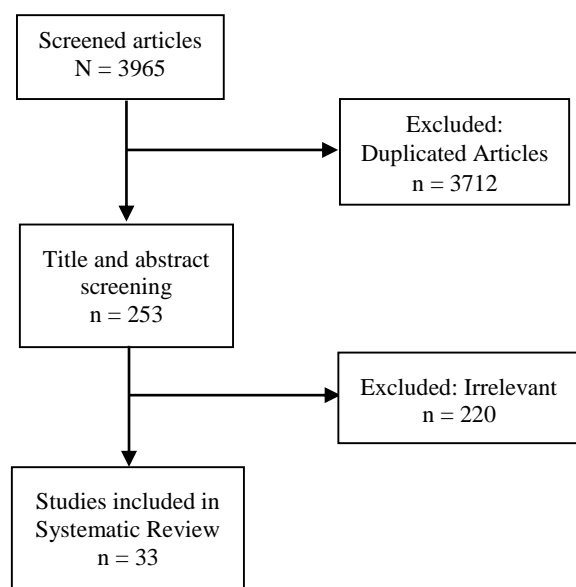 Screened articles
N = 3965
Excluded:
Duplicated Articles
n = 3712
Title and abstract
screening
n = 253
Excluded: Irrelevant
n = 220
Studies included in
Systematic Review
n = 33